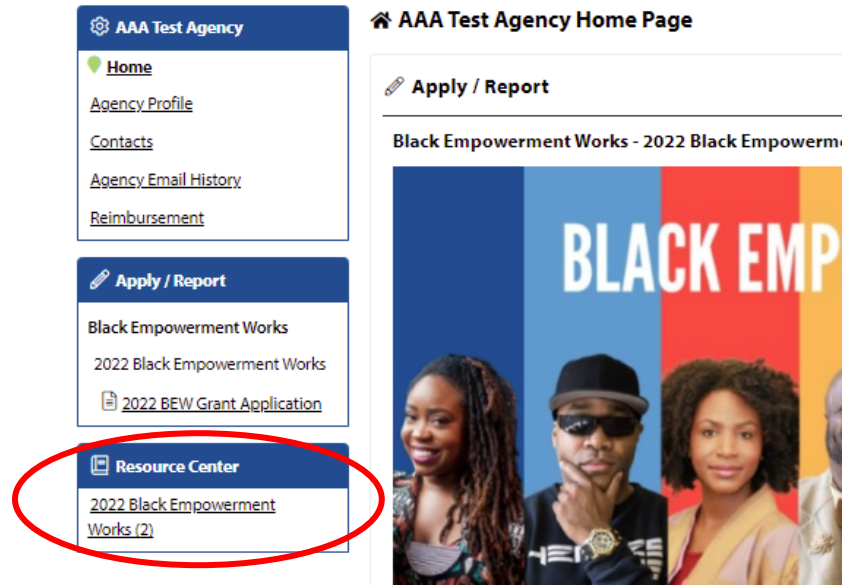 AAA Test Agency
Home
Agency Profile
Contacts
Agency Email History
Reimbursement
Apply / Report
Black Empowerment Works
2022 Black Empowerment Works
2022 BEW Grant Application
Resource Center
2022 Black Empowerment
Works (2)
AAA Test Agency Home Page
Apply / Report
Black Empowerment Works - 2022 Black Empowerm
BLACK EMP